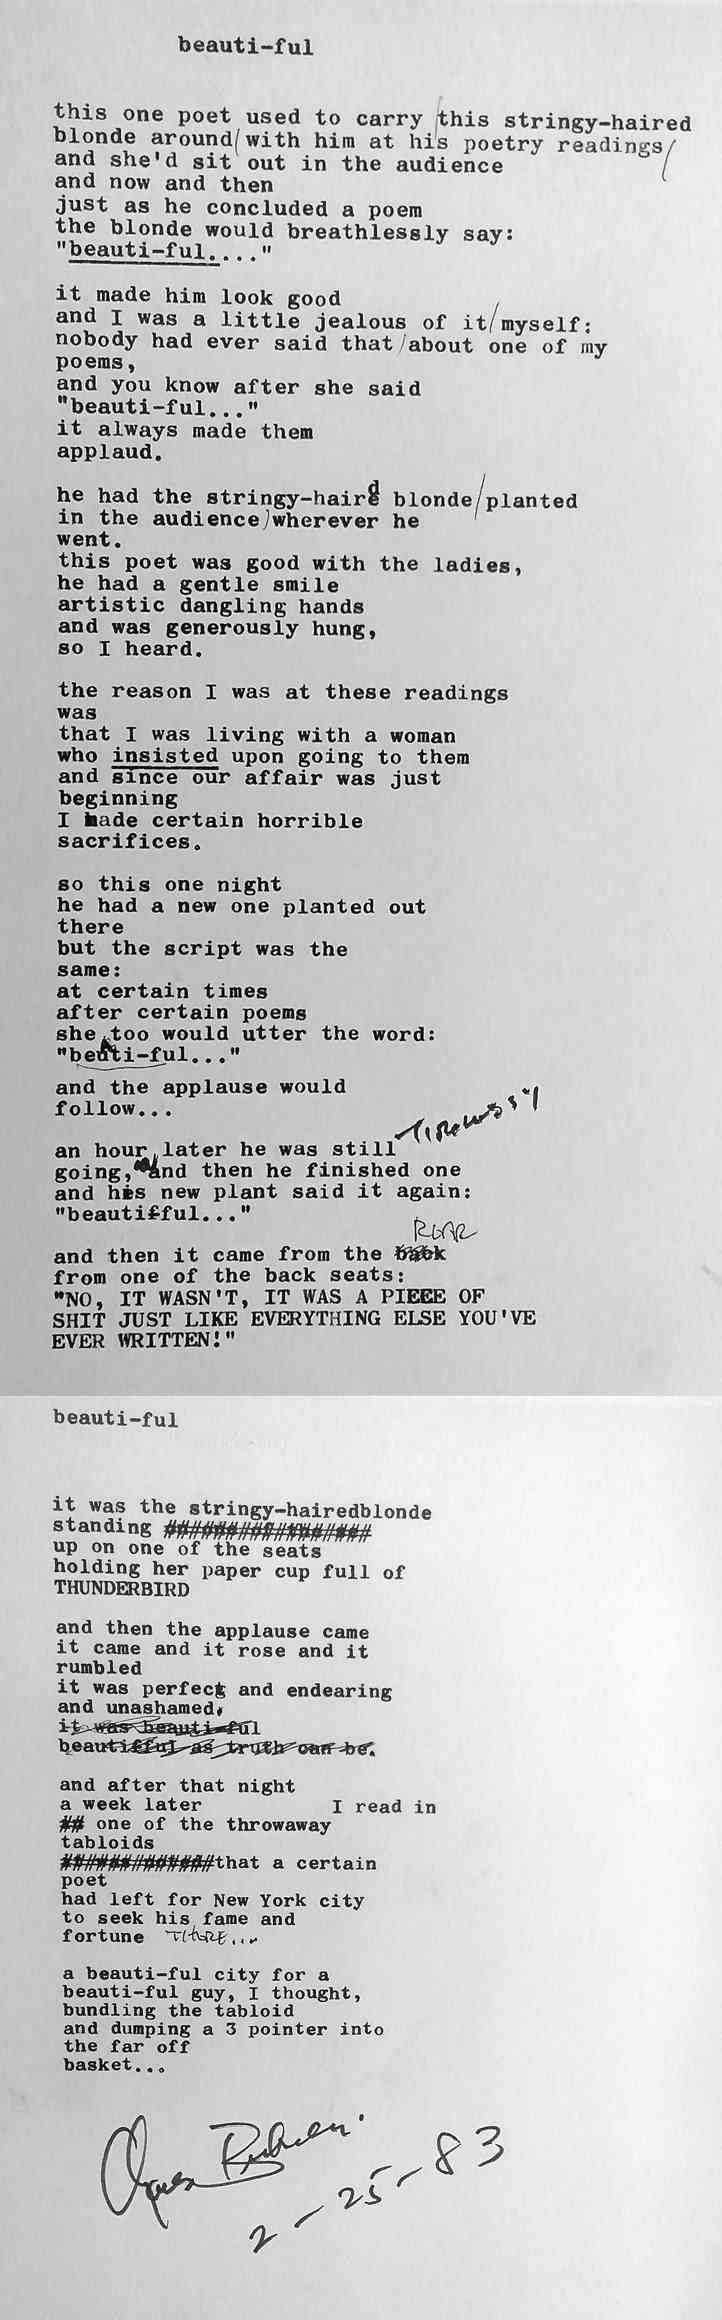 beauti-ful
this one poet used to carry/this stringy-haired
blonde around/with him at his poetry readings/
and she'd sit out in the audience
and now and then
just as he concluded a poem
the blonde would breathlessly say:
"beauti-ful...."
it made him look good
and I was a little jealous of it/myself:
nobody had ever said that/about one of my
poems,
and you know after she said
"beauti-ful..."
it always made them
applaud.
he had the stringy-haired blonde/planted
in the audience/wherever he
went.
this poet was good with the ladies,
he had a gentle smile
artistic dangling hands
and was generously hung,
so I heard.
the reason I was at these readings
was
that I was living with a woman
who insisted upon going to them
and since our affair was just
beginning
I made certain horrible
sacrifices.
so this one night
he had a new one planted out
there
but the script was the
same:
at certain times
after certain poems
she too would utter the word:
"beauti-ful..."
and the applause would
follow...
an hour later he was still TIRELESSLY
going, and then he finished one
and his new plant said it again:
"beauti-ful..."
and then it came from the back ROAR
from one of the back seats:
"NO, IT WASN'T, IT WAS A PIECE OF
SHIT JUST LIKE EVERYTHING ELSE YOU'VE
EVER WRITTEN!"
beauti-ful
it was the stringy-hairedblonde
standing
up on one of the seats
holding her paper cup full of
THUNDERBIRD
and then the applause came
it came and it rose and it
rumbled
it was perfect and endearing
and unashamed.
it was beauti-ful
beautifful as truth can be.
and after that night
a week later I read in
## one of the throwaway
tabloids
that a certain
poet
had left for New York city
to seek his fame and
fortune THERE...
a beauti-ful city for a
beauti-ful guy, I thought,
bundling the tabloid
and dumping a 3 pointer into
the far off
basket...
2-25-83